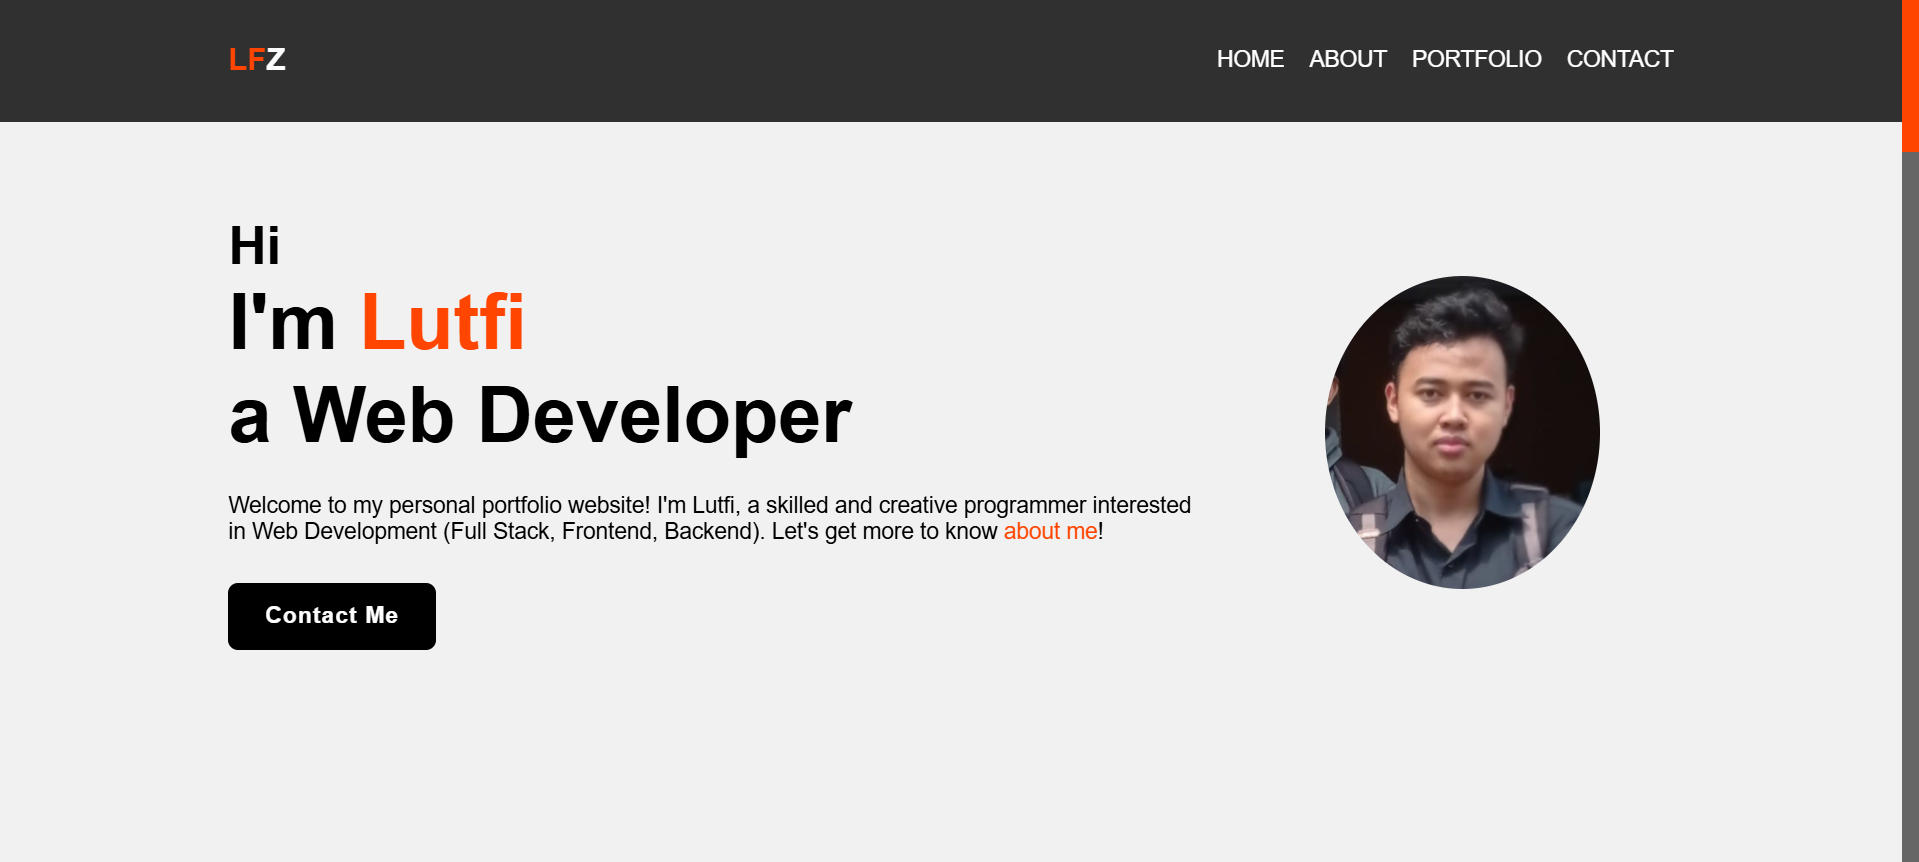 LFZ
HOME ABOUT PORTFOLIO CONTACT
Hi
I'm Lutfi
a Web Developer
Welcome to my personal portfolio website! I'm Lutfi, a skilled and creative programmer interested
in Web Development (Full Stack, Frontend, Backend). Let's get more to know about me!
Contact Me